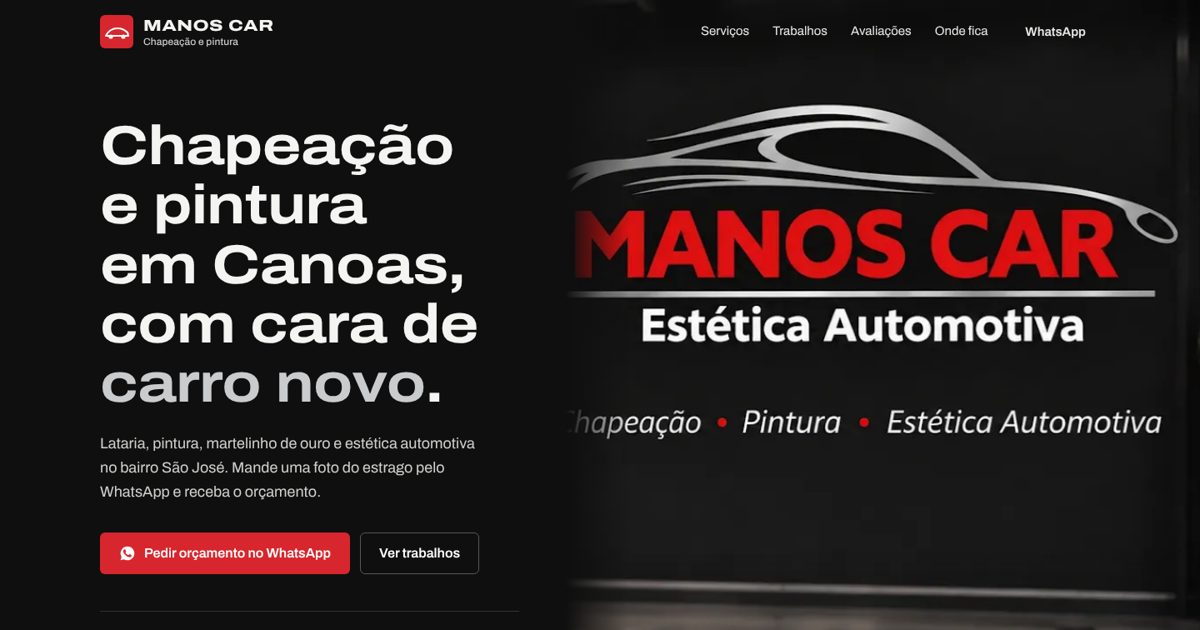 MANOS CAR
Chapeação e pintura
Serviços
Trabalhos
Avaliações
Onde fica
WhatsApp
Chapeação
e pintura
em Canoas,
com cara de
carro novo.
Lataria, pintura, martelinho de ouro e estética automotiva
no bairro São José. Mande uma foto do estrago pelo
WhatsApp e receba o orçamento.
Pedir orçamento no WhatsApp
Ver trabalhos
MANOS CAR
Estética Automotiva
Chapeação • Pintura • Estética Automotiva